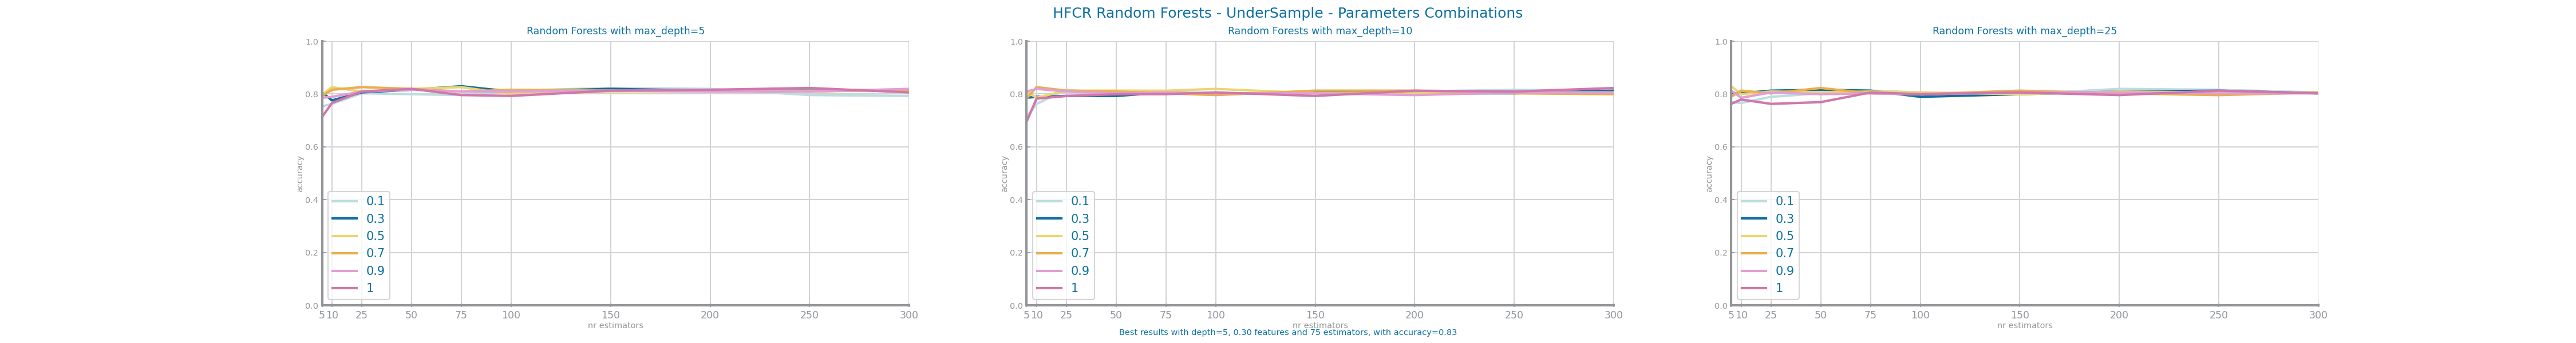 HFCR Random Forests - UnderSample - Parameters Combinations
Random Forests with max_depth=5
1.0
0.8
0.6
0.4
0.2
0.0
accuracy
0.1
0.3
0.5
0.7
0.9
1
5 10 25 50 75 100 150 200 250 300
nr estimators
Random Forests with max_depth=10
1.0
0.8
0.6
0.4
0.2
0.0
accuracy
0.1
0.3
0.5
0.7
0.9
1
5 10 25 50 75 100 150 200 250 300
nr estimators
Random Forests with max_depth=25
1.0
0.8
0.6
0.4
0.2
0.0
accuracy
0.1
0.3
0.5
0.7
0.9
1
5 10 25 50 75 100 150 200 250 300
nr estimators
Best results with depth=5, 0.30 features and 75 estimators, with accuracy=0.83